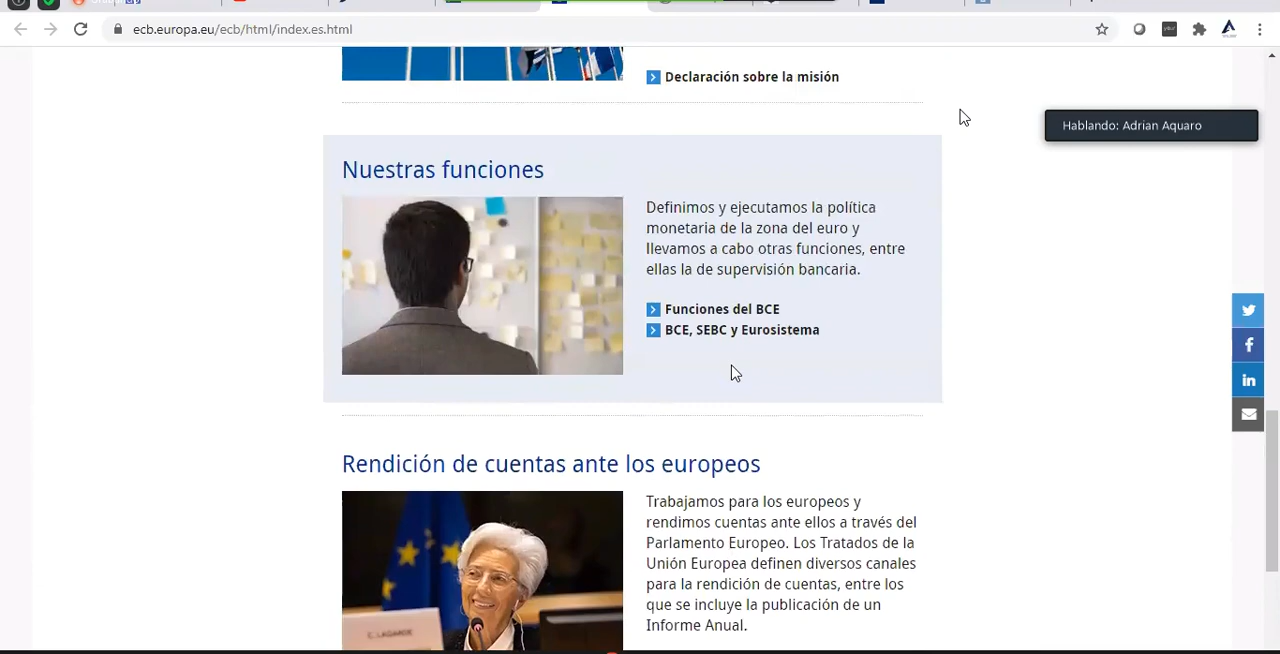 ecb.europa.eu/ecb/html/index.es.html
Declaración sobre la misión
Hablando: Adrian Aquaro
Nuestras funciones
Definimos y ejecutamos la política
monetaria de la zona del euro y
llevamos a cabo otras funciones, entre
ellas la de supervisión bancaria.
Funciones del BCE
BCE, SEBC y Eurosistema
Rendición de cuentas ante los europeos
Trabajamos para los europeos y
rendimos cuentas ante ellos a través del
Parlamento Europeo. Los Tratados de la
Unión Europea definen diversos canales
para la rendición de cuentas, entre los
que se incluye la publicación de un
Informe Anual.
C. LAGARDE